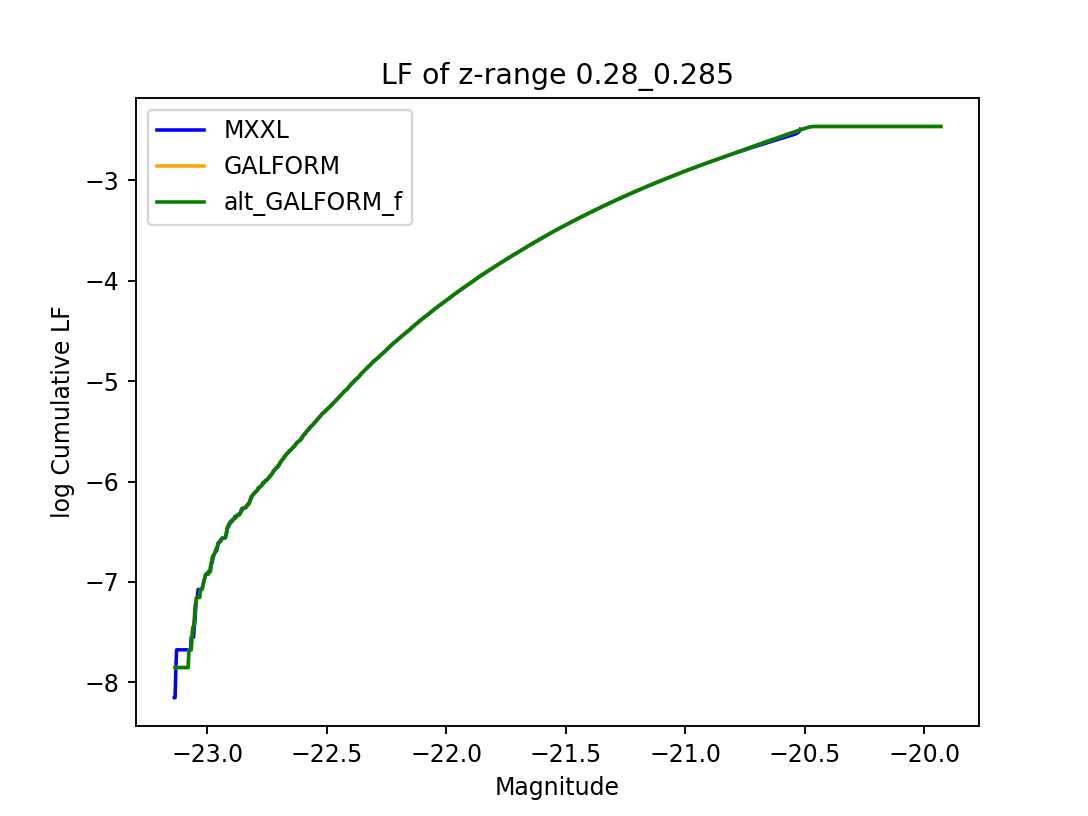 LF of z-range 0.28_0.285
MXXL
GALFORM
alt_GALFORM_f
−3
−4
−5
−6
−7
−8
log Cumulative LF
−23.0 −22.5 −22.0 −21.5 −21.0 −20.5 −20.0
Magnitude